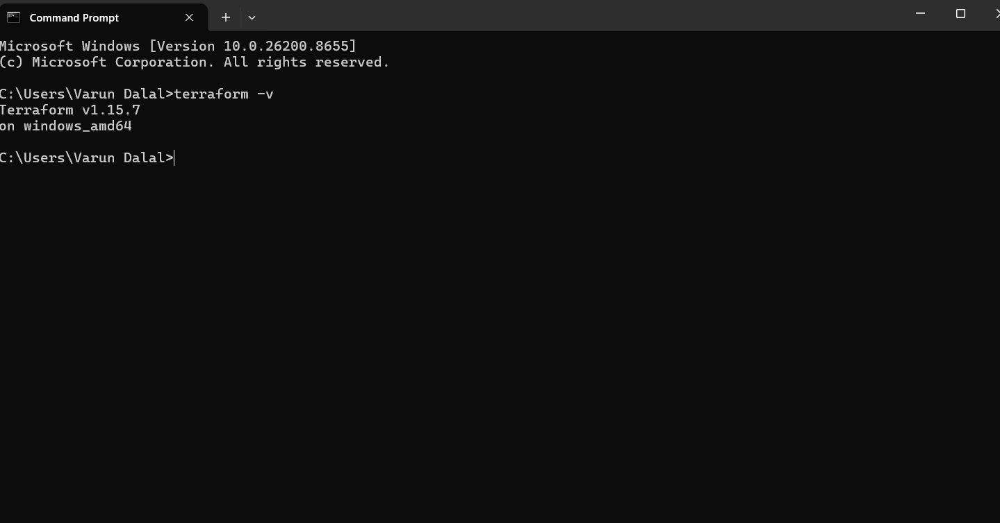 Command Prompt
Microsoft Windows [Version 10.0.26200.8655]
(c) Microsoft Corporation. All rights reserved.
C:\Users\Varun Dalal>terraform -v
Terraform v1.15.7
on windows_amd64
C:\Users\Varun Dalal>